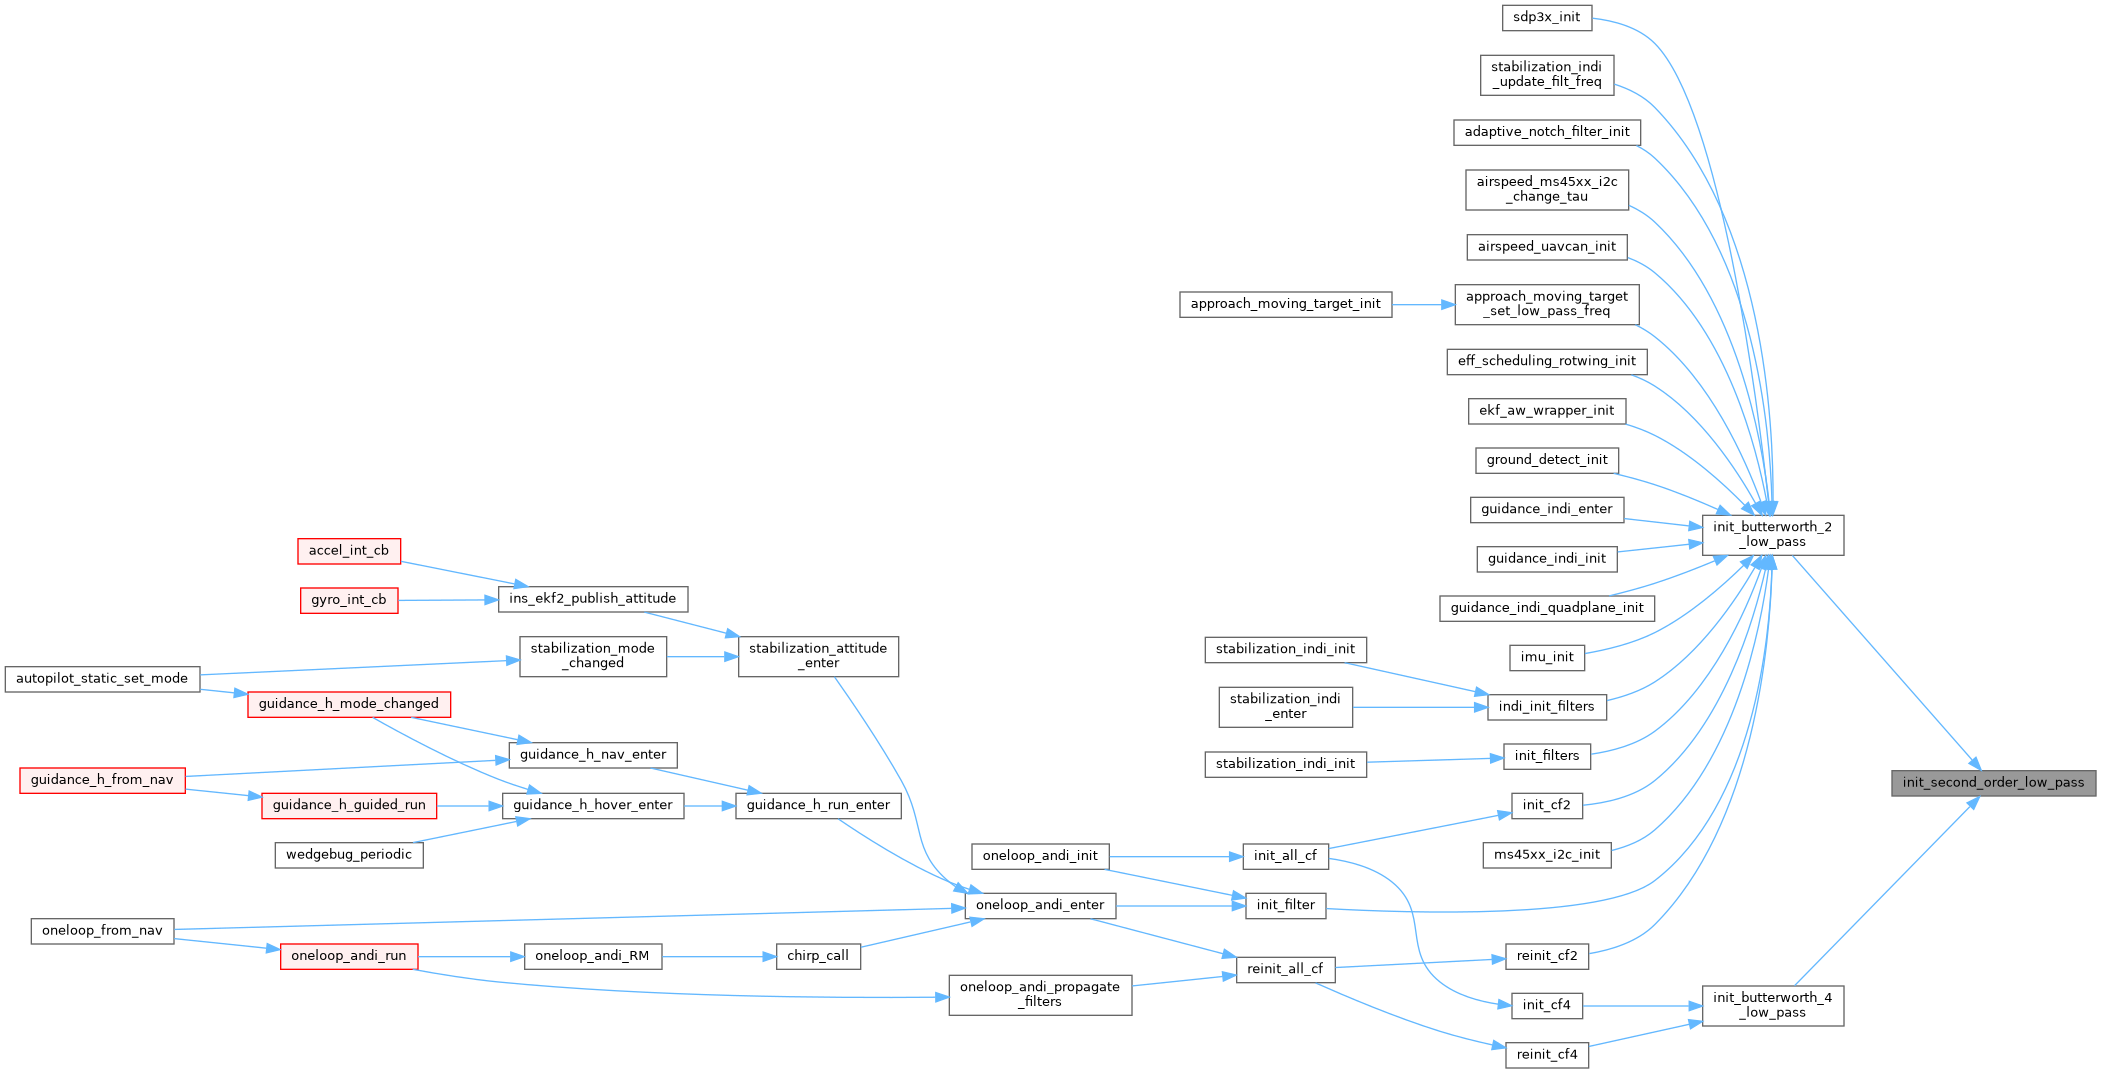 sdp3x_init
stabilization_indi
_update_filt_freq
adaptive_notch_filter_init
airspeed_ms45xx_i2c
_change_tau
airspeed_uavcan_init
approach_moving_target_init
approach_moving_target
_set_low_pass_freq
eff_scheduling_rotwing_init
ekf_aw_wrapper_init
ground_detect_init
guidance_indi_enter
init_butterworth_2
_low_pass
guidance_indi_init
accel_int_cb
gyro_int_cb
ins_ekf2_publish_attitude
guidance_indi_quadplane_init
stabilization_mode
_changed
stabilization_attitude
_enter
stabilization_indi_init
imu_init
autopilot_static_set_mode
guidance_h_mode_changed
stabilization_indi
_enter
indi_init_filters
guidance_h_nav_enter
stabilization_indi_init
init_filters
guidance_h_from_nav
init_second_order_low_pass
guidance_h_guided_run
guidance_h_hover_enter
guidance_h_run_enter
init_cf2
wedgebug_periodic
oneloop_andi_init
init_all_cf
ms45xx_i2c_init
oneloop_andi_enter
init_filter
oneloop_from_nav
oneloop_andi_run
oneloop_andi_RM
chirp_call
reinit_cf2
reinit_all_cf
oneloop_andi_propagate
_filters
init_cf4
init_butterworth_4
_low_pass
reinit_cf4